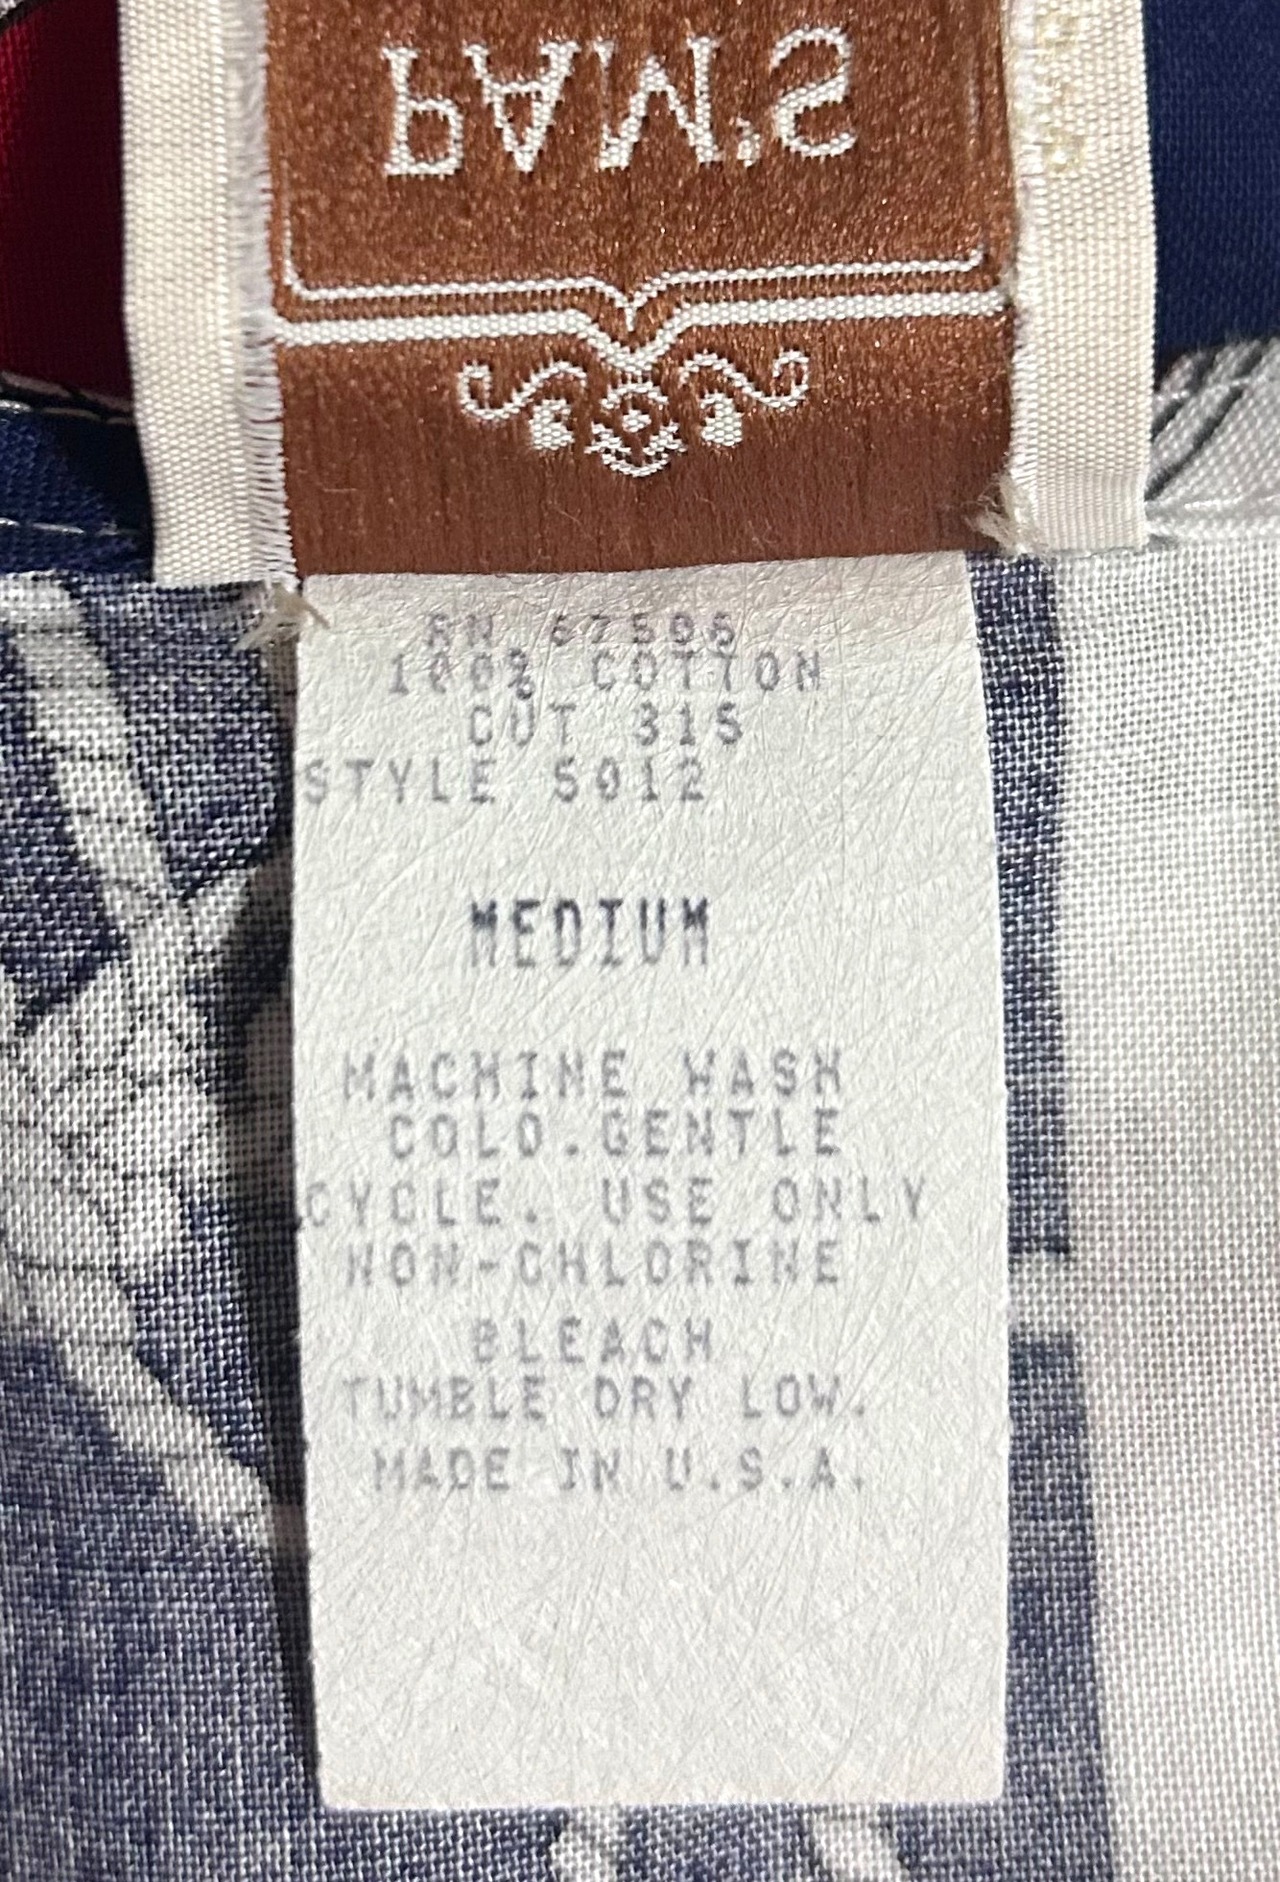 PAM'S
RN 67506
100% COTTON
CUT 315
STYLE 5012
MEDIUM
MACHINE WASH
COLD.GENTLE
CYCLE. USE ONLY
NON-CHLORINE
BLEACH
TUMBLE DRY LOW.
MADE IN U.S.A.